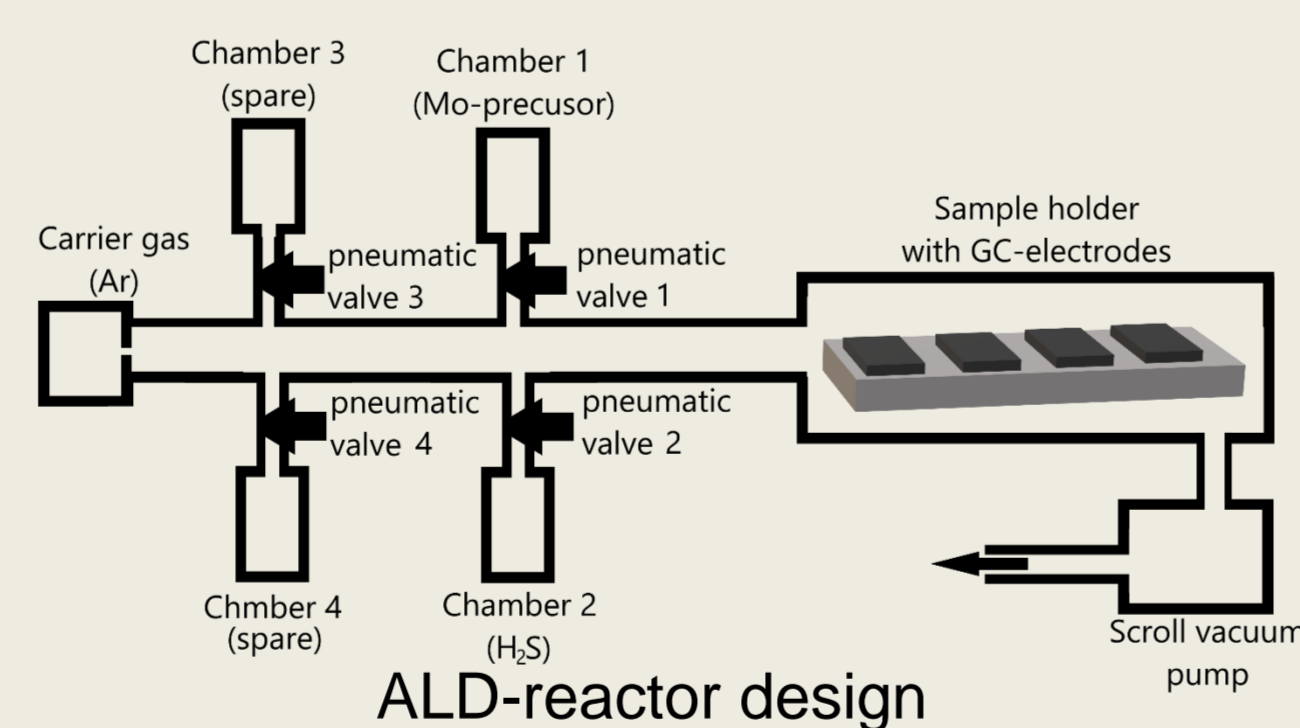 Chamber 3
(spare)
Chamber 1
(Mo-precusor)
Carrier gas
(Ar)
pneumatic
valve 3
pneumatic
valve 1
Sample holder
with GC-electrodes
pneumatic
valve 4
pneumatic
valve 2
Chmber 4
(spare)
Chamber 2
(H₂S)
Scroll vacuum
pump
ALD-reactor design